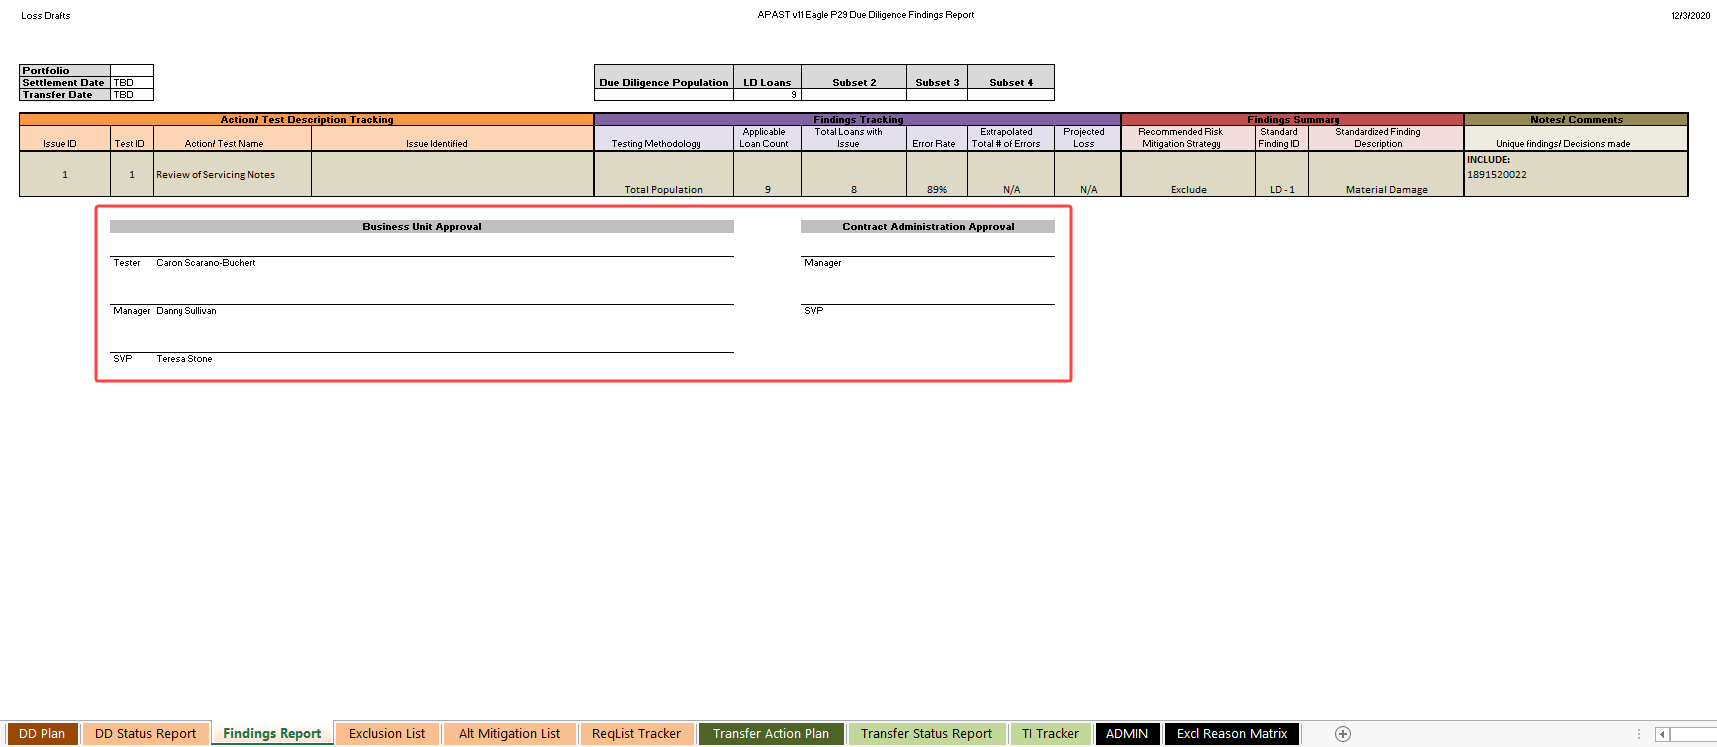 Loss Drafts
APAST v11 Eagle P29 Due Diligence Findings Report
12/3/2020
Portfolio
Settlement Date TBD
Transfer Date TBD
Due Diligence Population LD Loans Subset 2 Subset 3 Subset 4
9
Action/ Test Description Tracking Findings Tracking Findings Summary Notes/ Comments
Issue ID Test ID Action/ Test Name Issue Identified Testing Methodology Applicable Loan Count Total Loans with Issue Error Rate Extrapolated Total # of Errors Projected Loss Recommended Risk Mitigation Strategy Standard Finding ID Standardized Finding Description Unique findings/ Decisions made
1 1 Review of Servicing Notes Total Population 9 8 89% N/A N/A Exclude LD - 1 Material Damage INCLUDE:
1891520022
Business Unit Approval Contract Administration Approval
Tester Caron Scarano-Buchert Manager
Manager Danny Sullivan SVP
SVP Teresa Stone
DD Plan DD Status Report Findings Report Exclusion List Alt Mitigation List ReqList Tracker Transfer Action Plan Transfer Status Report TI Tracker ADMIN Excl Reason Matrix